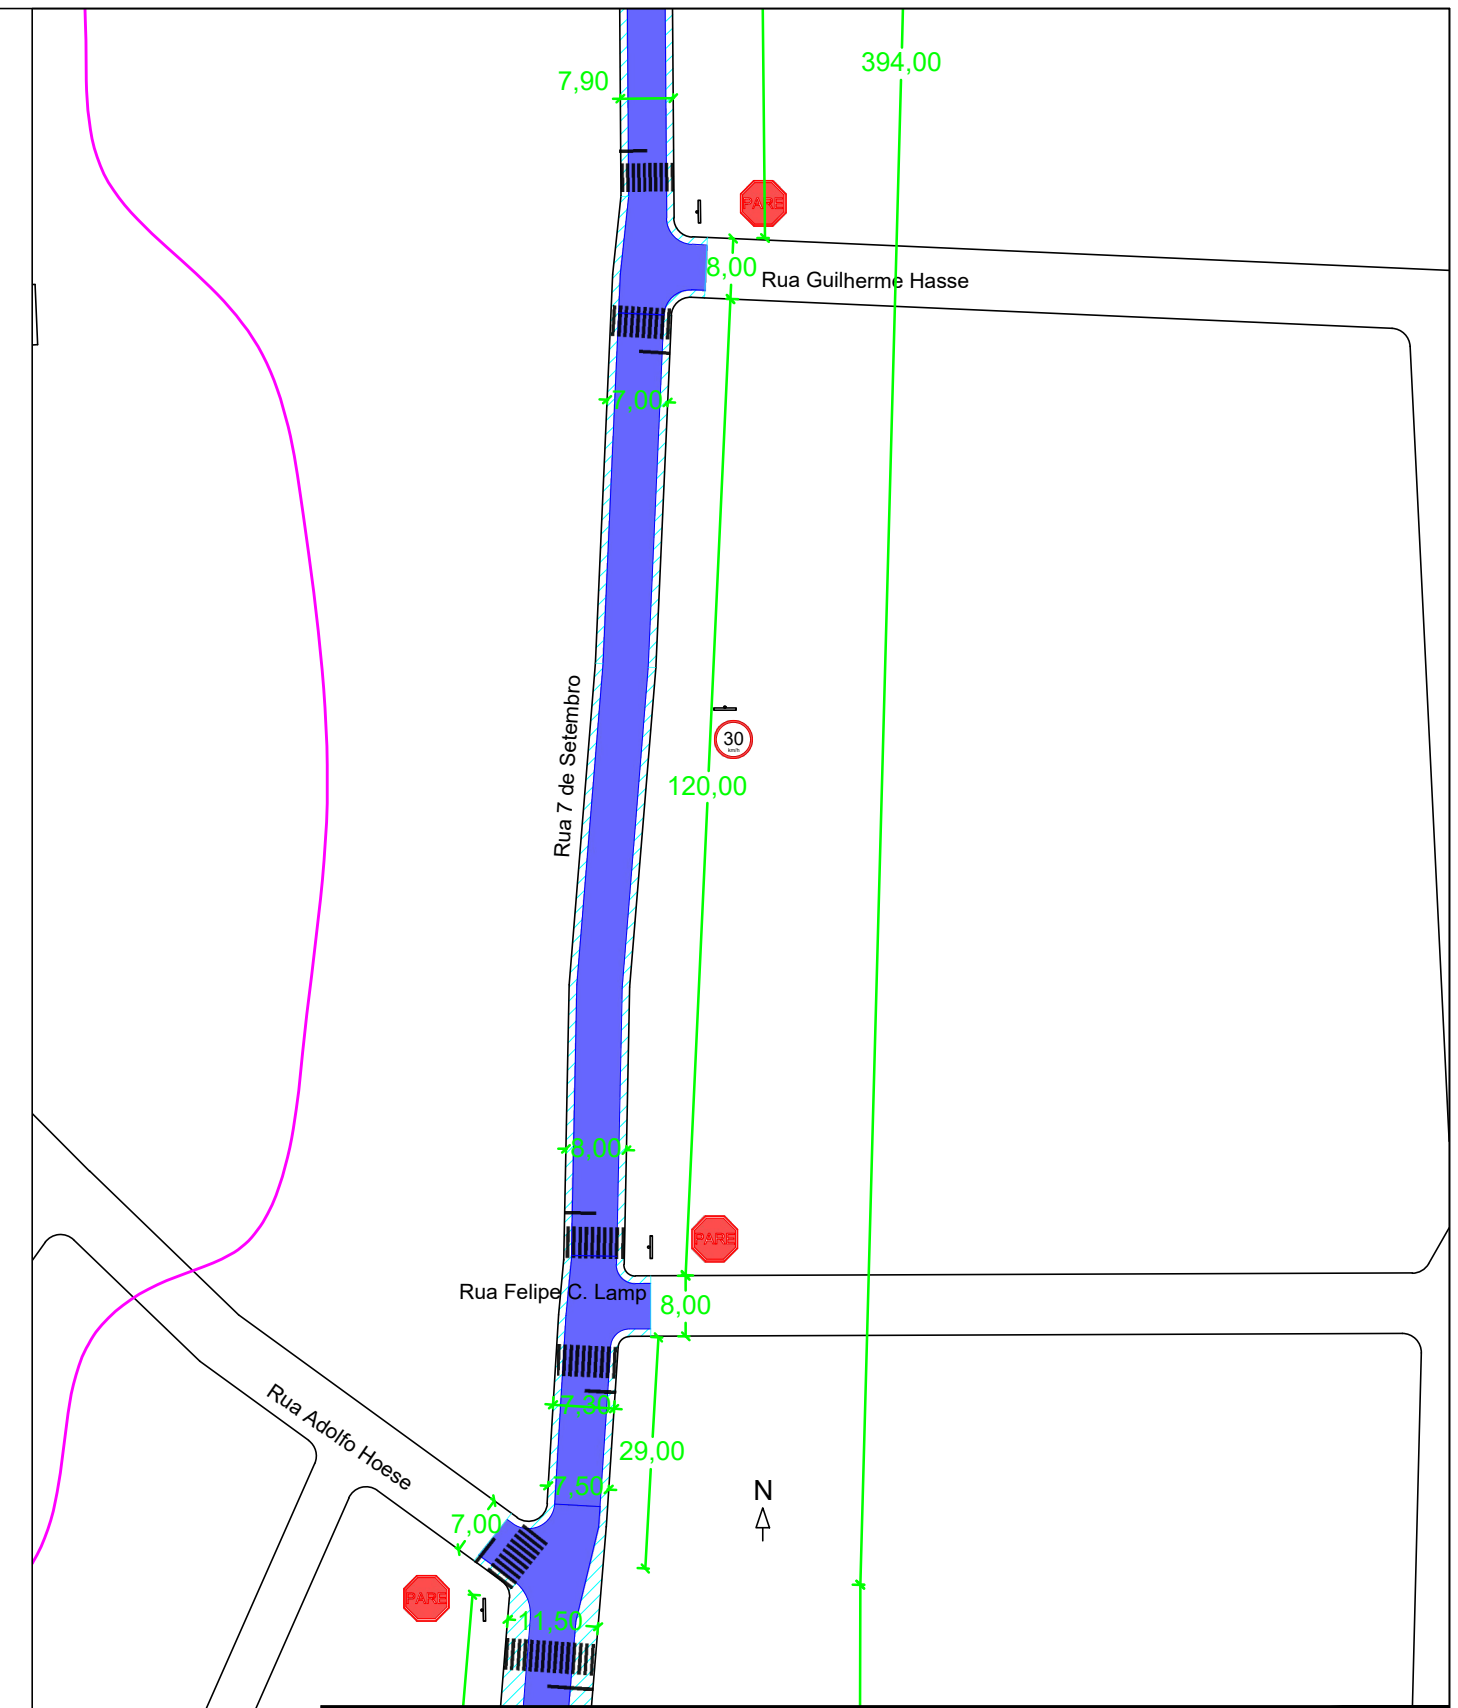 394,00
7,90
PARE
8,00
Rua Guilherme Hasse
7,00
Rua 7 de Setembro
30
km/h
120,00
8,00
PARE
Rua Felipe C. Lamp
8,00
7,30
Rua Adolfo Hoese
29,00
7,50
N
7,00
PARE
11,50